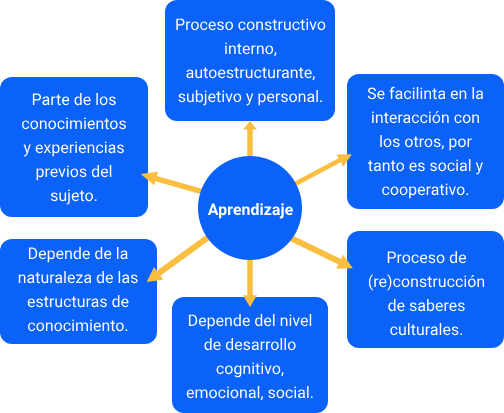 Proceso constructivo
interno,
autoestructurante,
subjetivo y personal.
Parte de los
conocimientos
y experiencias
previos del
sujeto.
Se facilinta en la
interacción con
los otros, por
tanto es social y
cooperativo.
Aprendizaje
Depende de la
naturaleza de las
estructuras de
conocimiento.
Proceso de
(re)construcción
de saberes
culturales.
Depende del nivel
de desarrollo
cognitivo,
emocional, social.